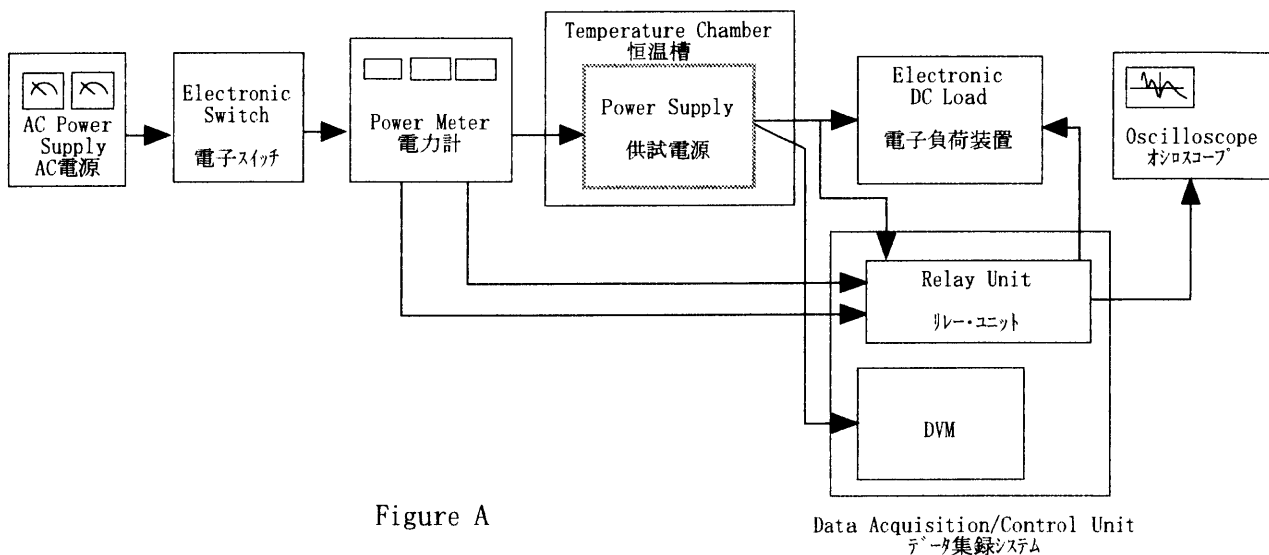 AC Power
Supply
AC電源
Electronic
Switch
電子スイッチ
Power Meter
電力計
Temperature Chamber
恒温槽
Power Supply
供試電源
Electronic
DC Load
電子負荷装置
Oscilloscope
オシロスコープ
Relay Unit
リレー・ユニット
DVM
Data Acquisition/Control Unit
データ集録システム
Figure A